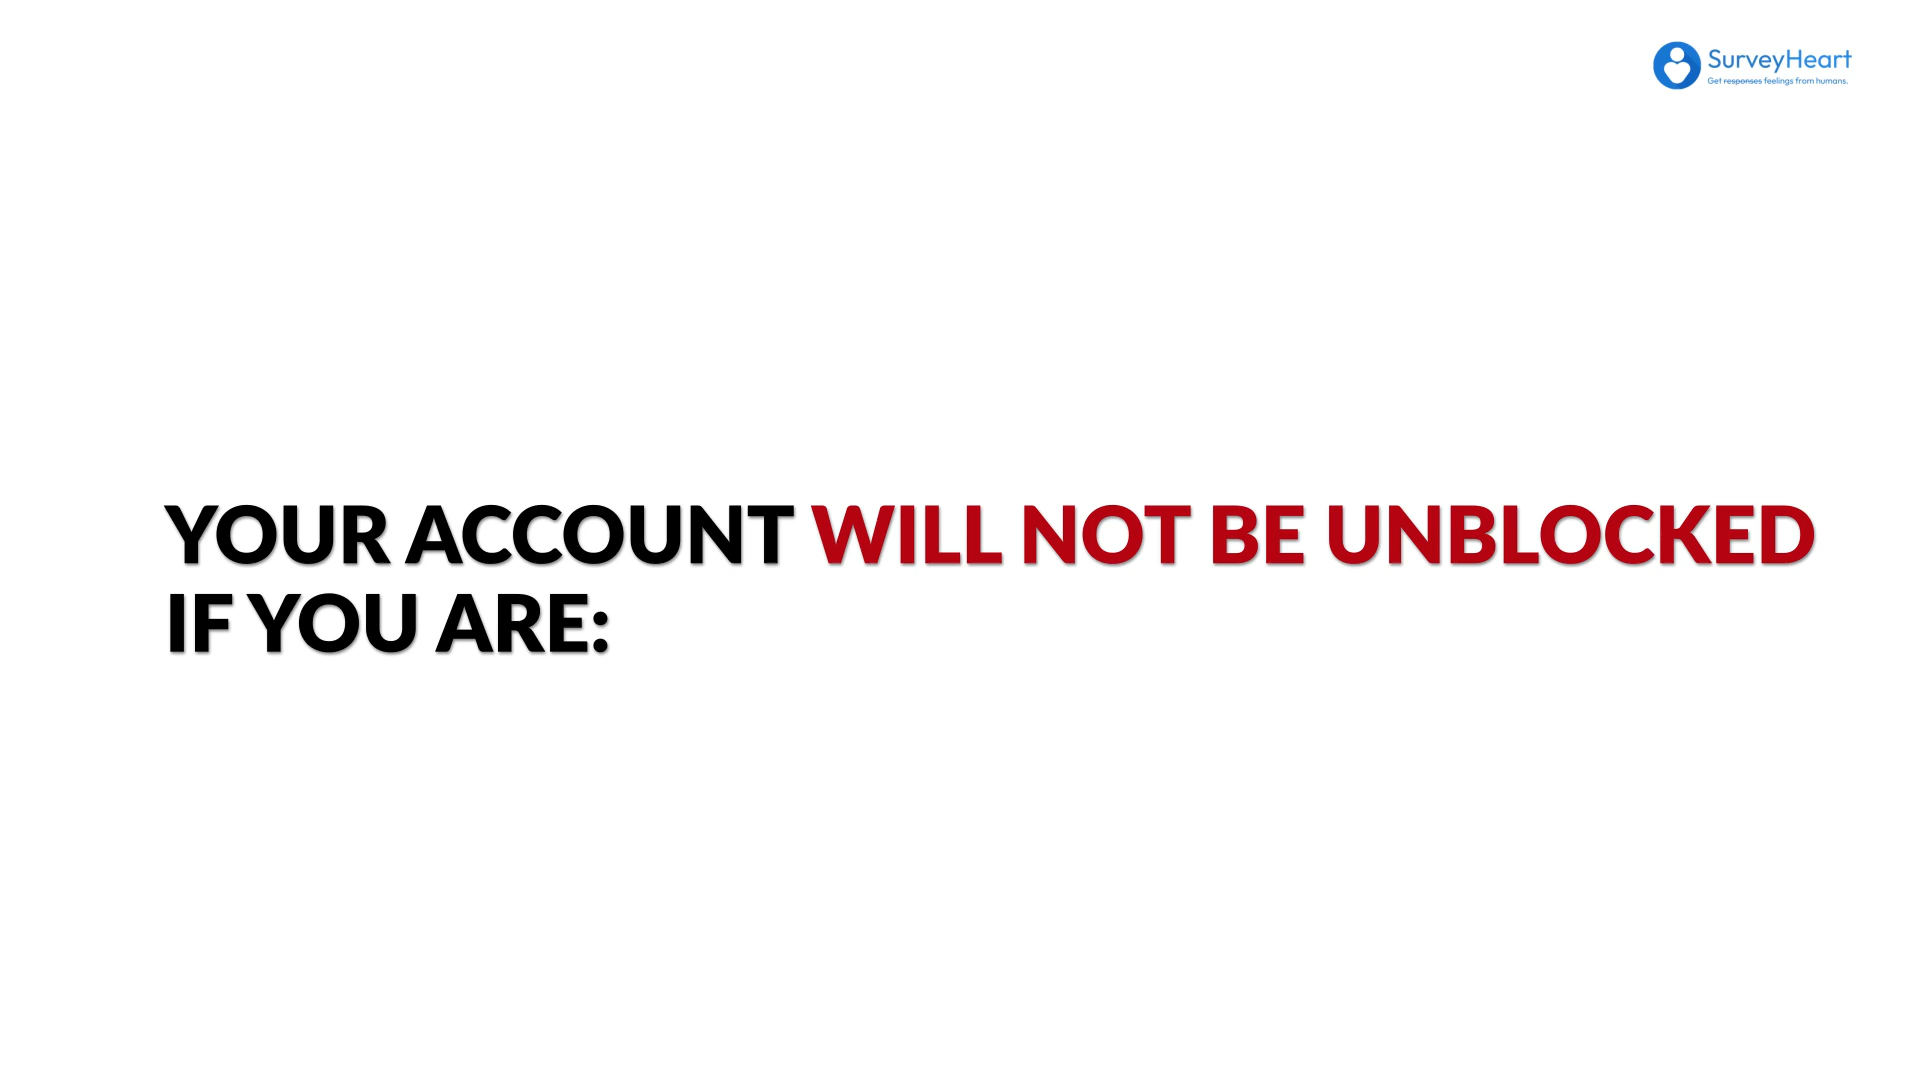 SurveyHeart
Get responses feelings from humans.
YOUR ACCOUNT WILL NOT BE UNBLOCKED
IF YOU ARE: